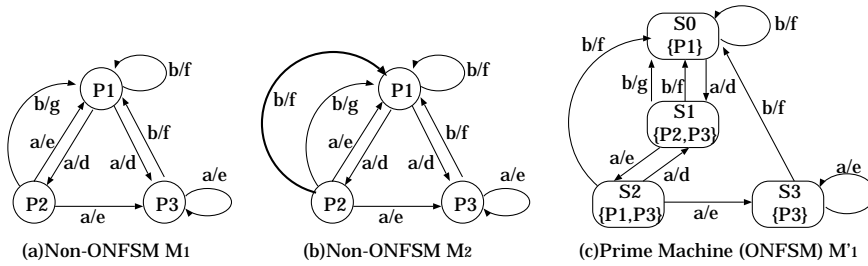 b/f
P1
b/g
a/e
a/d
a/d
b/f
a/e
P2
a/e
P3
(a)Non-ONFSM M1
b/f
b/f
P1
b/g
a/e
a/d
a/d
b/f
a/e
P2
a/e
P3
(b)Non-ONFSM M2
b/f
S0
{P1}
b/f
b/g
b/f
a/d
S1
{P2,P3}
b/f
a/e
a/d
S2
{P1,P3}
a/e
S3
{P3}
a/e
(c)Prime Machine (ONFSM) M'1